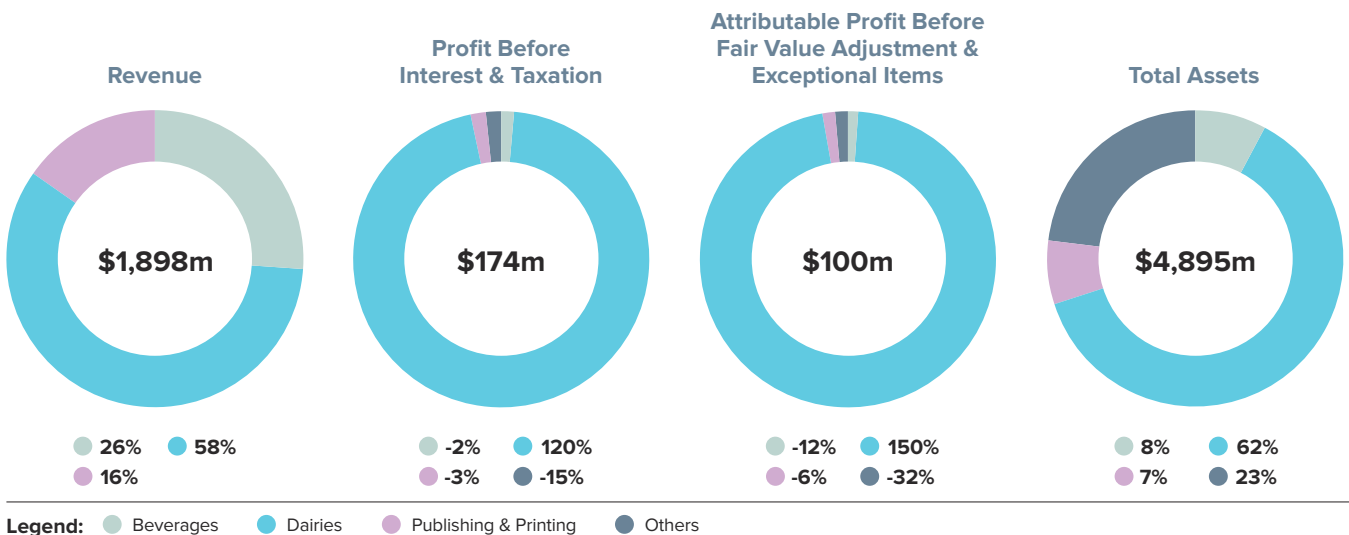 Revenue
$1,898m
26% 58%
16%
Profit Before
Interest & Taxation
$174m
-2% 120%
-3% -15%
Attributable Profit Before
Fair Value Adjustment &
Exceptional Items
$100m
-12% 150%
-6% -32%
Total Assets
$4,895m
8% 62%
7% 23%
Legend: Beverages Dairies Publishing & Printing Others